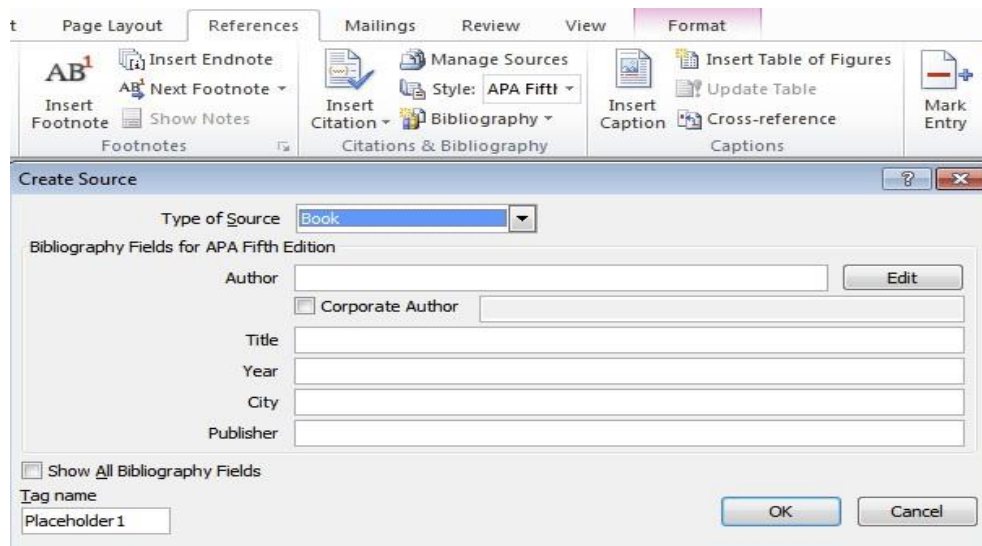 t Page Layout References Mailings Review View Format
AB1 Insert Endnote Manage Sources Insert Table of Figures
AB1 Next Footnote Style: APA Fifth Update Table
Insert Footnote Show Notes Insert Citation Bibliography Insert Caption Cross-reference Mark Entry
Footnotes Citations & Bibliography Captions
Create Source ?
Type of Source Book
Bibliography Fields for APA Fifth Edition
Author Edit
Corporate Author
Title
Year
City
Publisher
Show All Bibliography Fields
Tag name
Placeholder1 OK Cancel